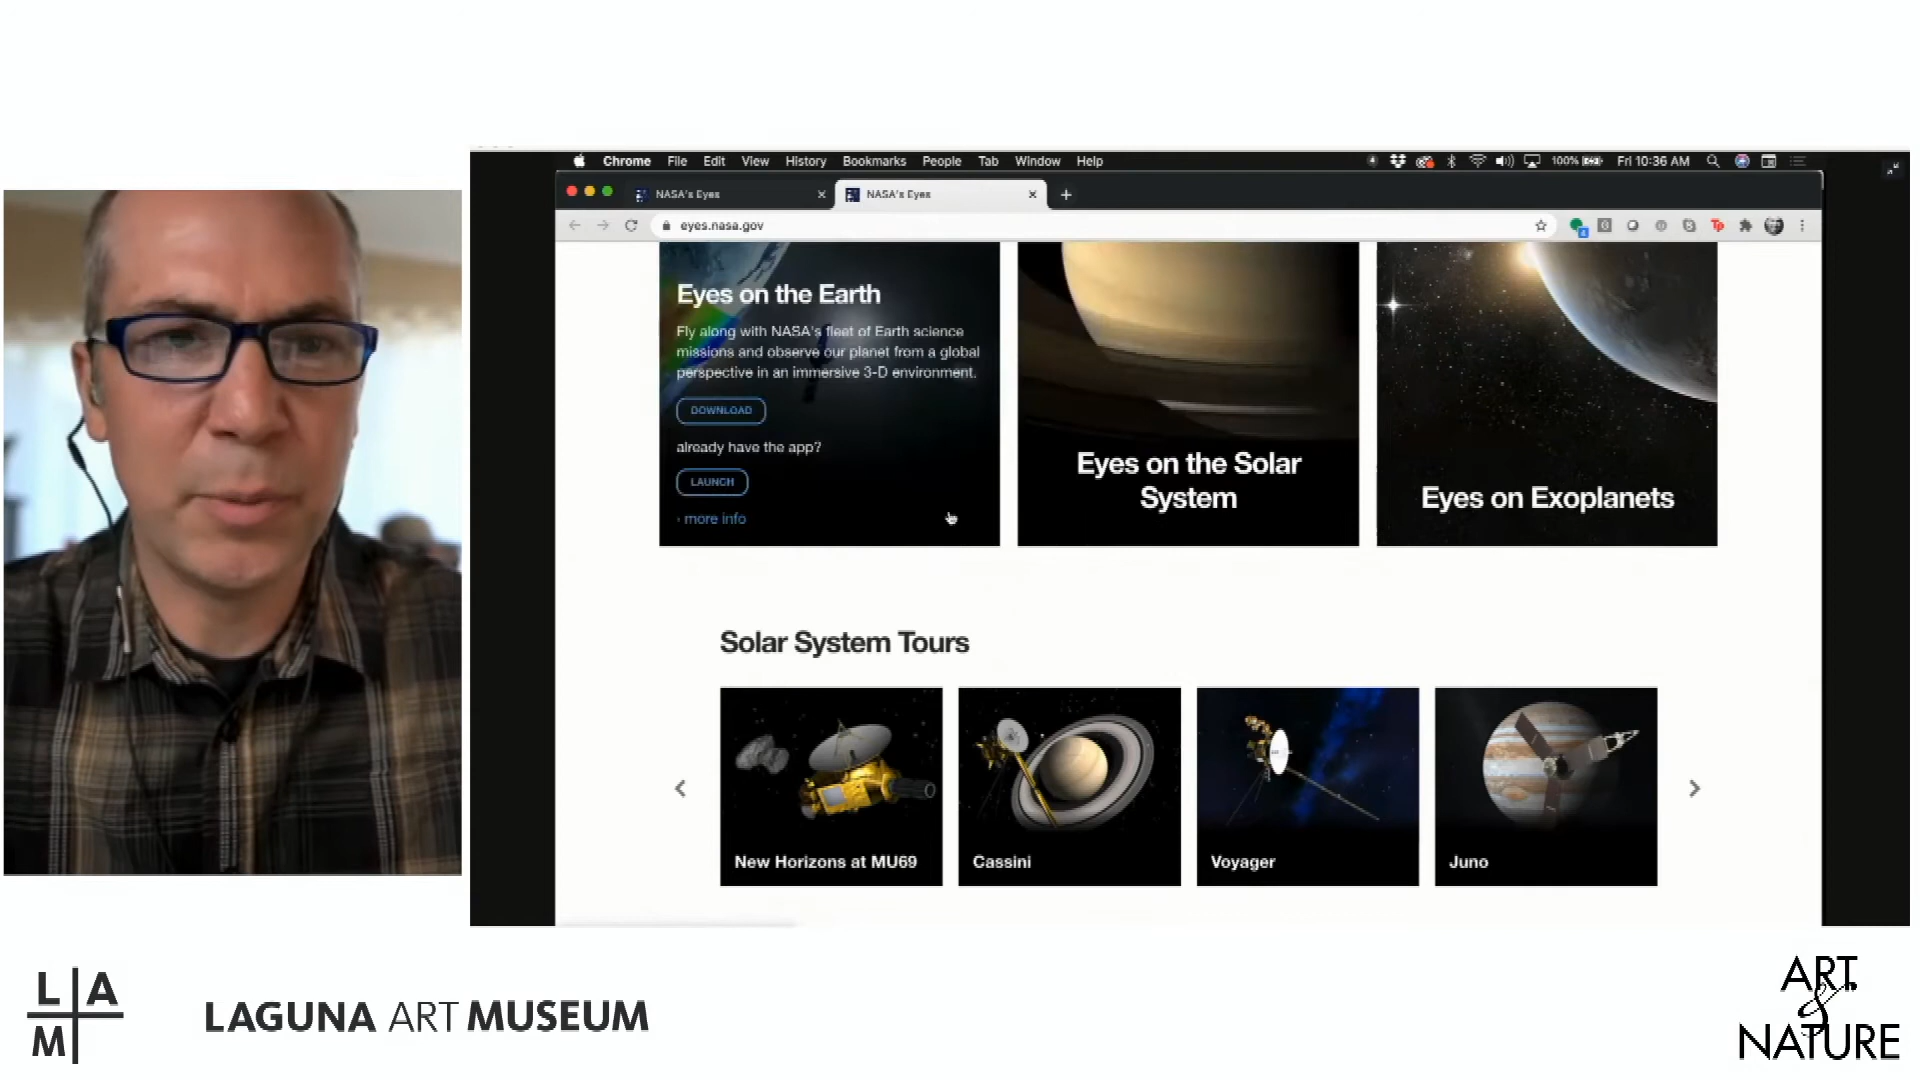 Chrome File Edit View History Bookmarks People Tab Window Help 100% Fri 10:36 AM
NASA's Eyes NASA's Eyes
eyes.nasa.gov
Eyes on the Earth
Fly along with NASA's fleet of Earth science
missions and observe our planet from a global
perspective in an immersive 3-D environment.
DOWNLOAD
already have the app?
LAUNCH
› more info
Eyes on the Solar
System
Eyes on Exoplanets
Solar System Tours
New Horizons at MU69
Cassini
Voyager
Juno
L A
M
LAGUNA ART MUSEUM
ART
&
NATURE